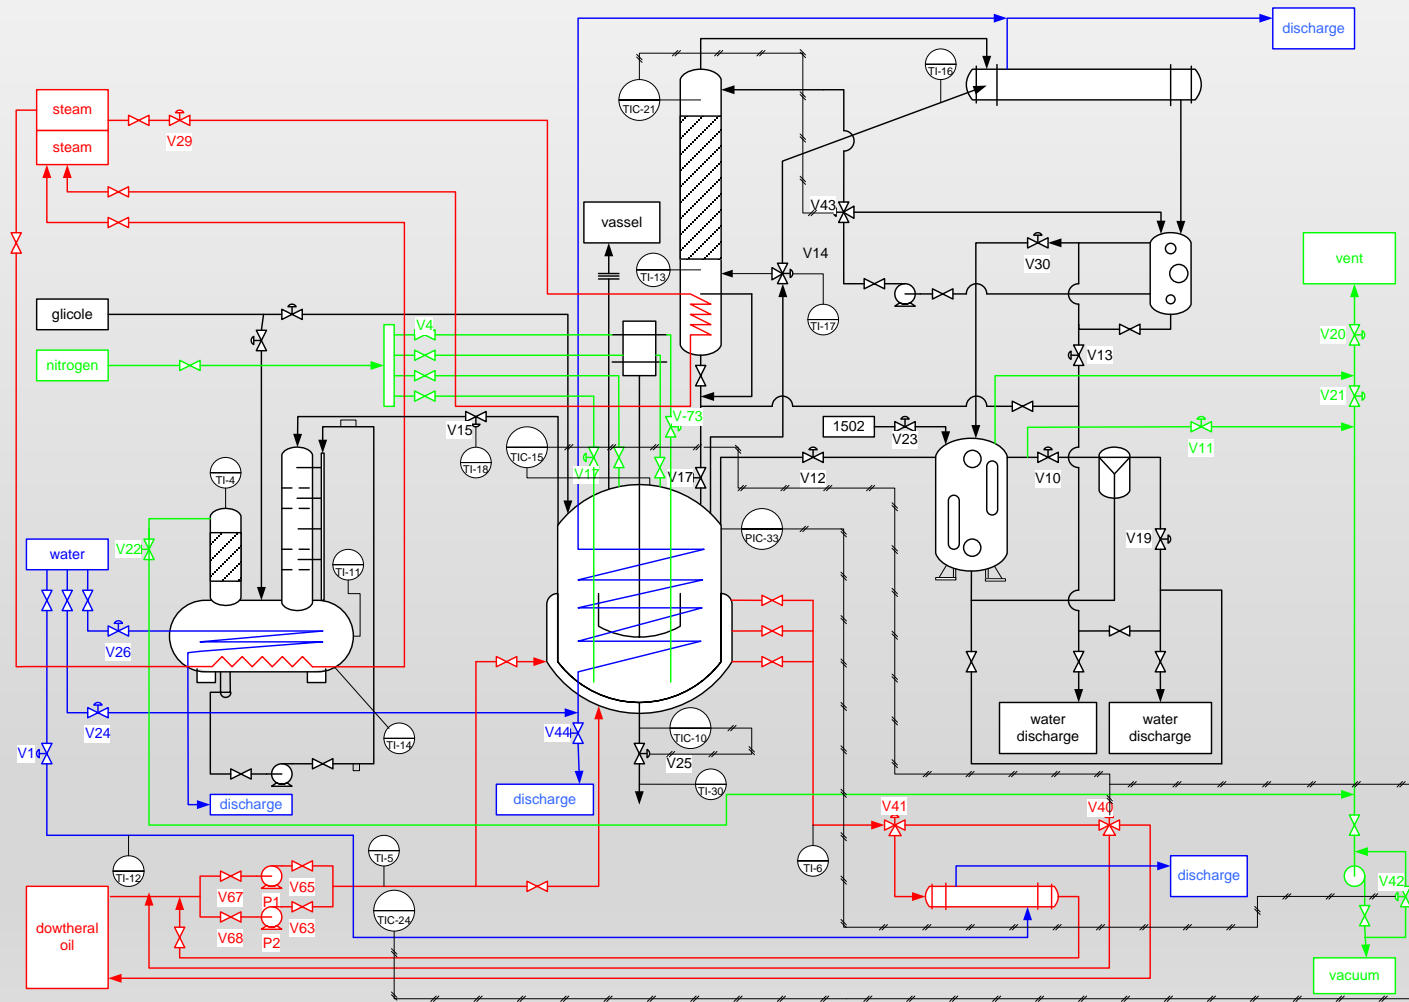 discharge
TI-16
steam
TIC-21
steam
V29
V43
vassel
V14
vent
V30
TI-13
glicole
TI-17
V4
V20
nitrogen
V13
V21
V-73
1502
V15
V23
TIC-15
V11
TI-18
TI-4
V17
V17
V12
V10
PIC-33
V19
water
V22
TI-11
V26
water
discharge
water
discharge
V24
TIC-10
V44
TI-14
V1
V25
TI-30
discharge
discharge
V41
V40
TI-5
TI-6
TI-12
discharge
V42
V67
V65
P1
TIC-24
dowtheral
oil
V68
V63
P2
vacuum